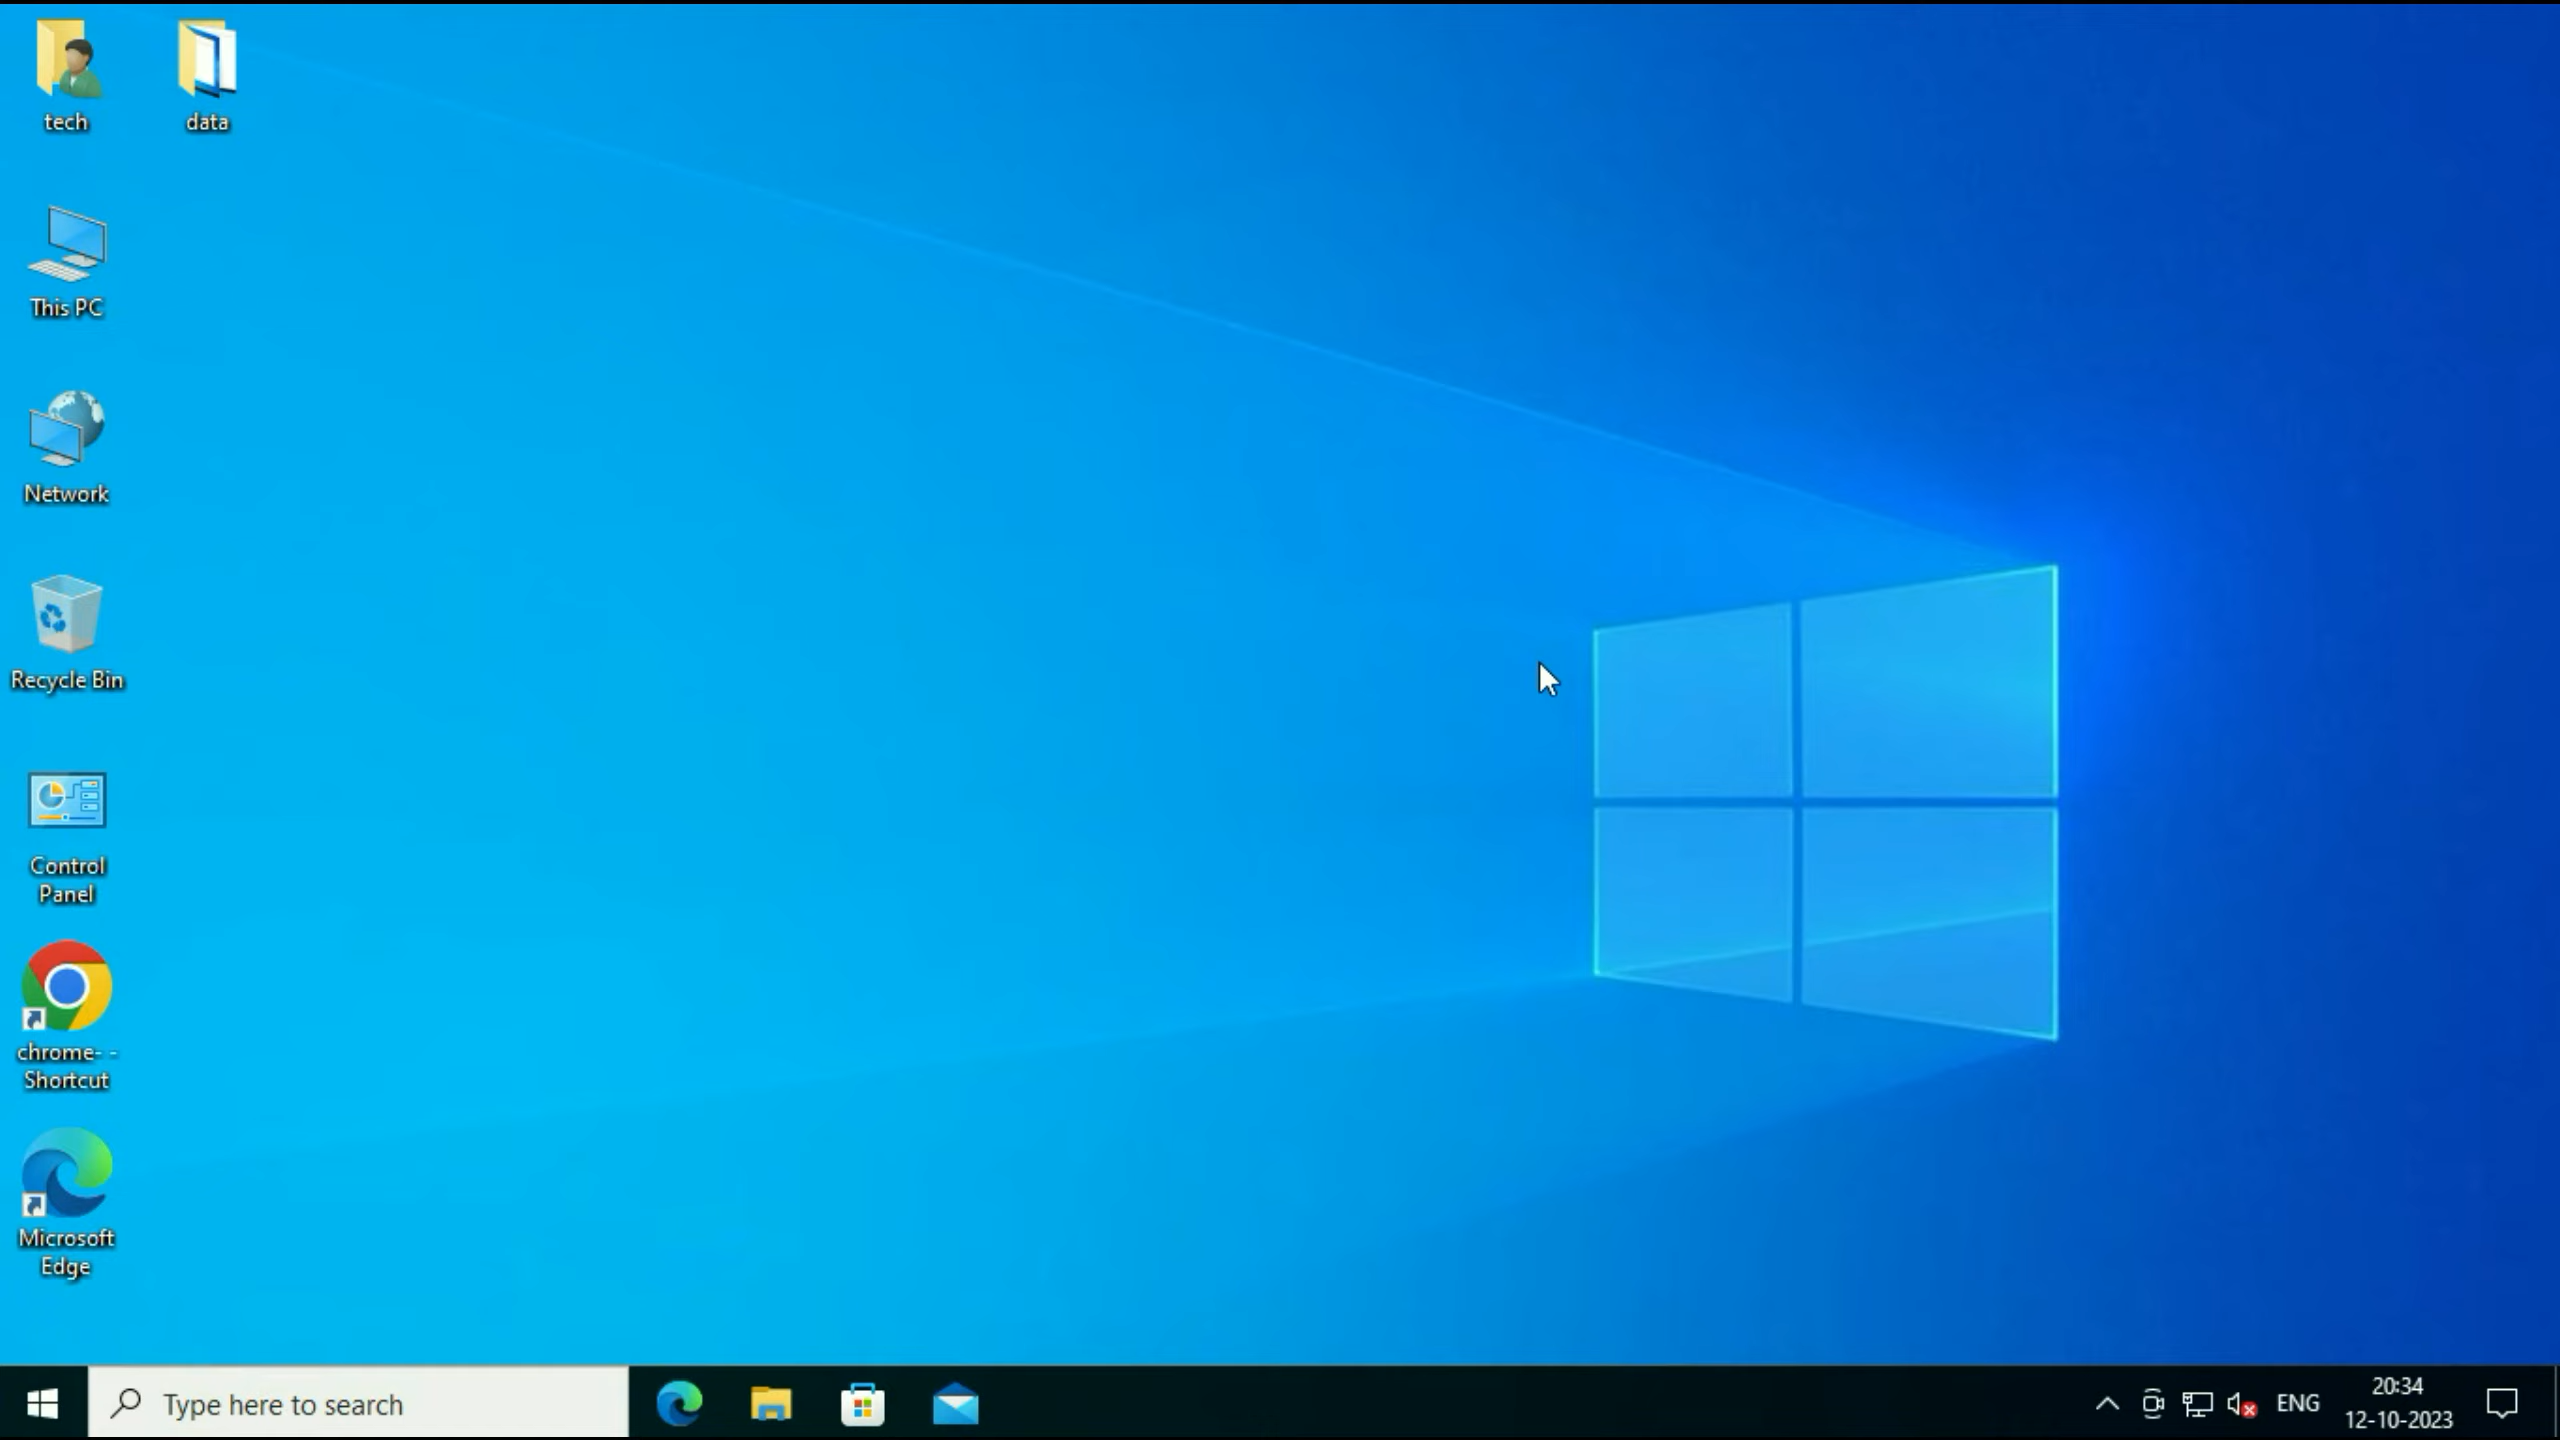 tech
data
This PC
Network
Recycle Bin
Control
Panel
chrome- -
Shortcut
Microsoft
Edge
Type here to search
ENG
20:34
12-10-2023